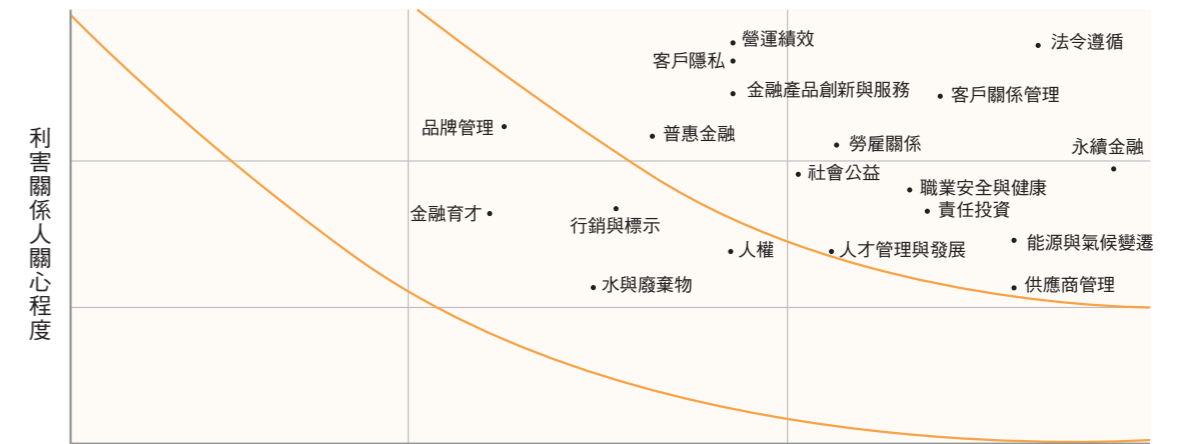 利害關係人關心程度
營運績效
法令遵循
客戶隱私
金融產品創新與服務
客戶關係管理
品牌管理
普惠金融
勞雇關係
永續金融
社會公益
職業安全與健康
金融育才
責任投資
行銷與標示
人權
人才管理與發展
能源與氣候變遷
水與廢棄物
供應商管理